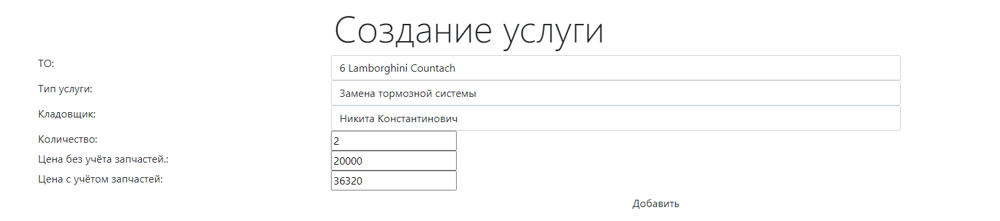 Создание услуги
ТО:
6 Lamborghini Countach
Тип услуги:
Замена тормозной системы
Кладовщик:
Никита Константинович
Количество:
2
Цена без учёта запчастей.:
20000
Цена с учётом запчастей:
36320
Добавить